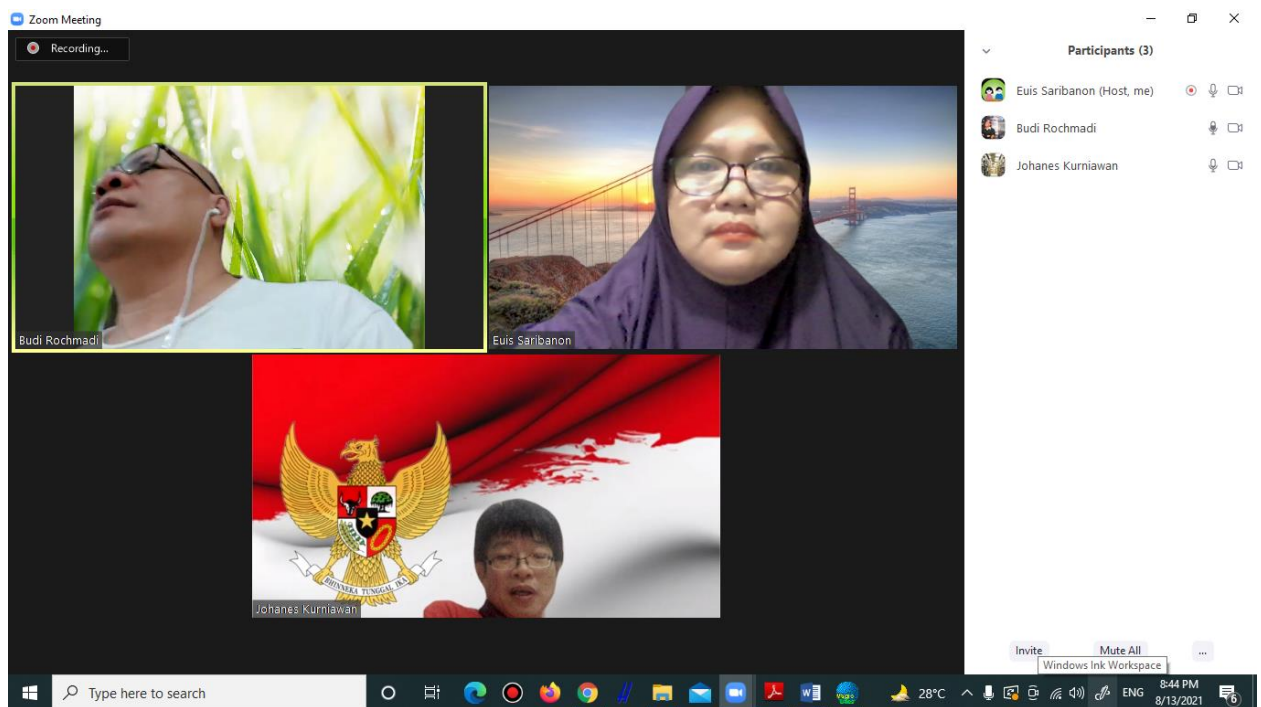 Zoom Meeting
Recording...
Participants (3)
Euis Saribanon (Host, me)
Budi Rochmadi
Johanes Kurniawan
Budi Rochmadi
Euis Saribanon
BHINNEKA TUNGGAL IKA
Johanes Kurniawan
Invite
Mute All
...
Windows Ink Workspace
Type here to search
28°C
ENG
8:44 PM
8/13/2021
6